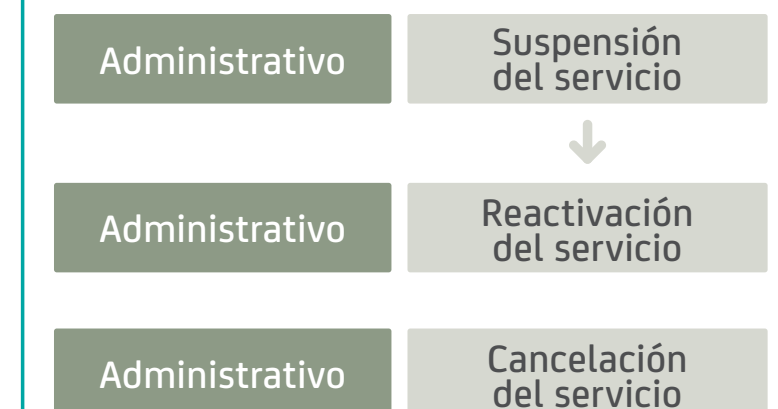 Administrativo
Suspensión
del servicio
Administrativo
Reactivación
del servicio
Administrativo
Cancelación
del servicio